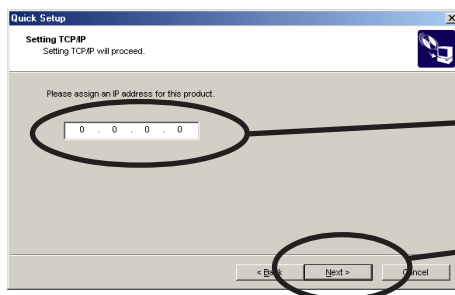 Quick Setup
Setting TCP/IP
Setting TCP/IP will proceed.
Please assign an IP address for this product.
0 . 0 . 0 . 0
< Back Next > Cancel